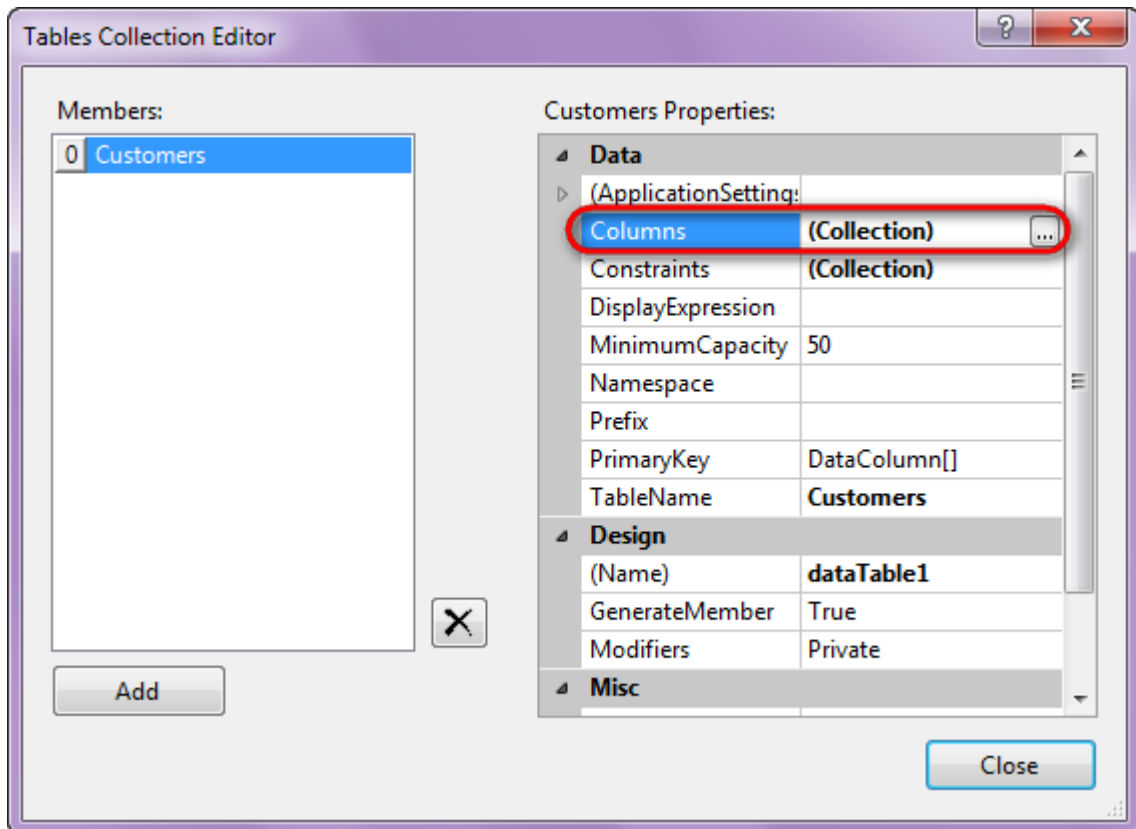 Tables Collection Editor
?
Members:
Customers Properties:
0 Customers
Data
(ApplicationSetting:
Columns (Collection) ...
Constraints (Collection)
DisplayExpression
MinimumCapacity 50
Namespace
Prefix
PrimaryKey DataColumn[]
TableName Customers
Design
(Name) dataTable1
GenerateMember True
Modifiers Private
Misc
Add
Close